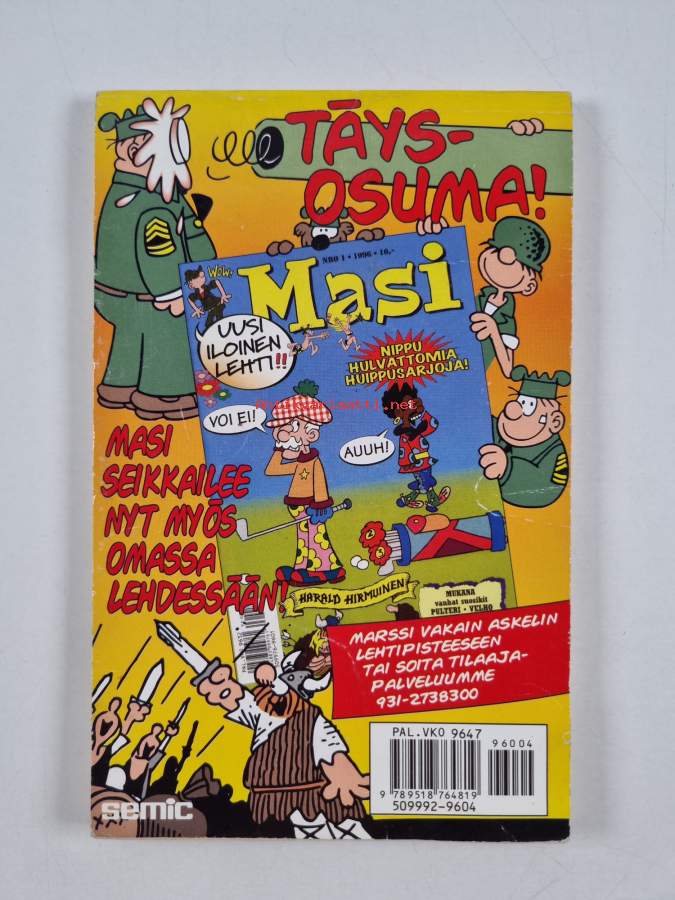 TÄYS-
OSUMA!
NRO 1 • 1996 • 10,-
WOW.
Masi
UUSI
ILOINEN
LEHTI!!
NIPPU
HULVATTOMIA
HUIPPUSARJOJA!
Antikvariaatti.net
VOI EI!
AUUH!
MASI
SEIKKAILEE
NYT MYÖS
OMASSA
LEHDESSÄÄN!
HARALD HIRMUINEN
MUKANA
vanhat suosikit
PULTERI • VELHO
MARSSI VAKAIN ASKELIN
LEHTIPISTEESEEN
TAI SOITA TILAAJA-
PALVELUUMME
931-2738300
PAL.VKO 9647
96004
9 789518 764819
509992-9604
semic